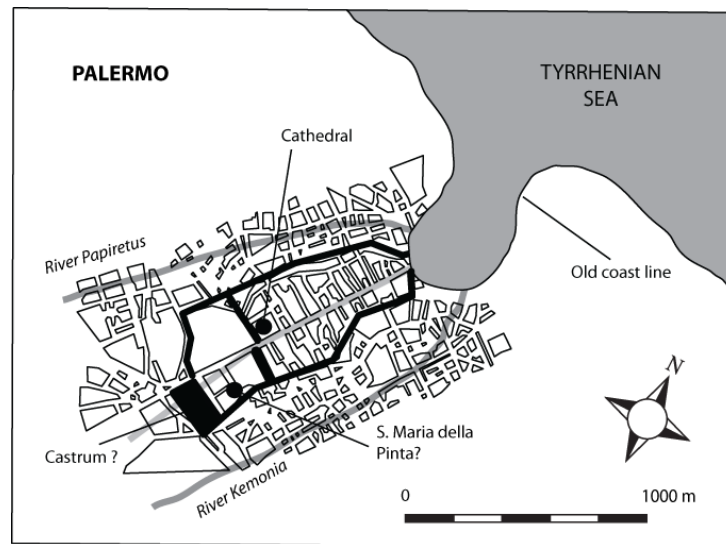 PALERMO
TYRRHENIAN
SEA
Cathedral
River Papiretus
Old coast line
N
S. Maria della
Pinta?
Castrum ?
River Kemonia
0
1000 m